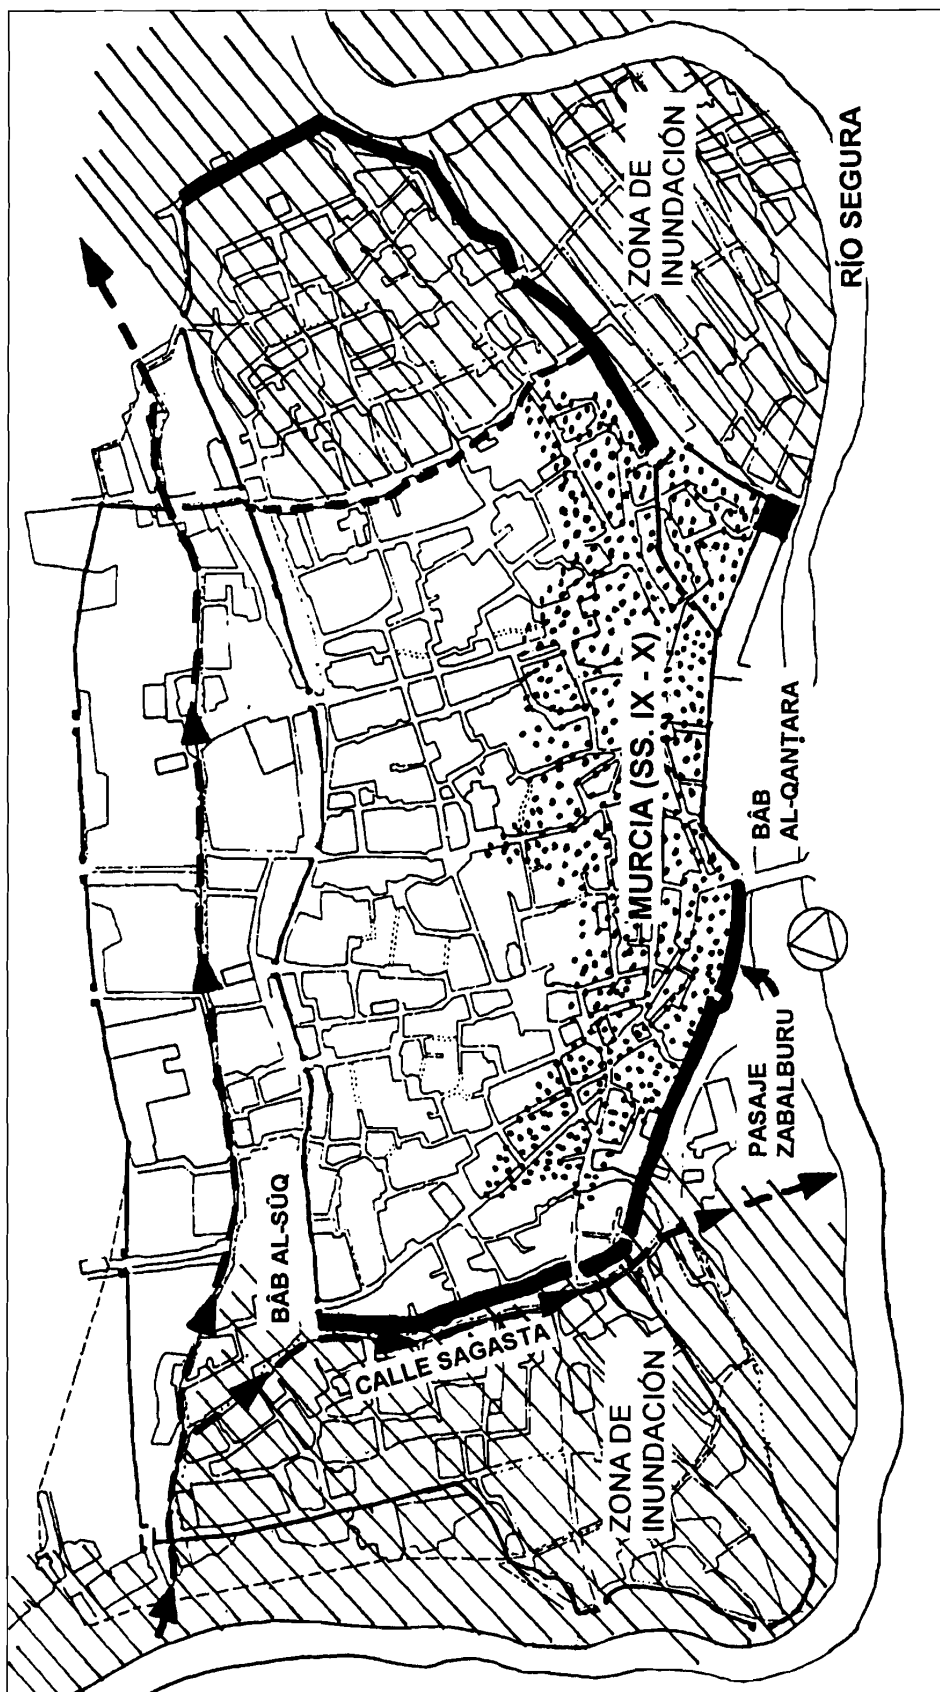 ZONA DE
INUNDACIÓN
RÍO SEGURA
MURCIA (SS. IX - X)
BÂB
AL-QANṬARA
PASAJE
ZABALBURU
BÂB AL-SÛQ
CALLE SAGASTA
ZONA DE
INUNDACIÓN